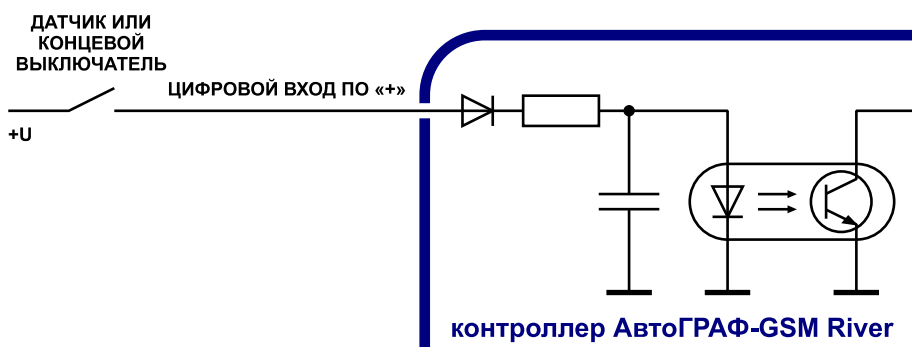 ДАТЧИК ИЛИ
КОНЦЕВОЙ
ВЫКЛЮЧАТЕЛЬ
ЦИФРОВОЙ ВХОД ПО «+»
+U
контроллер АвтоГРАФ-GSM River